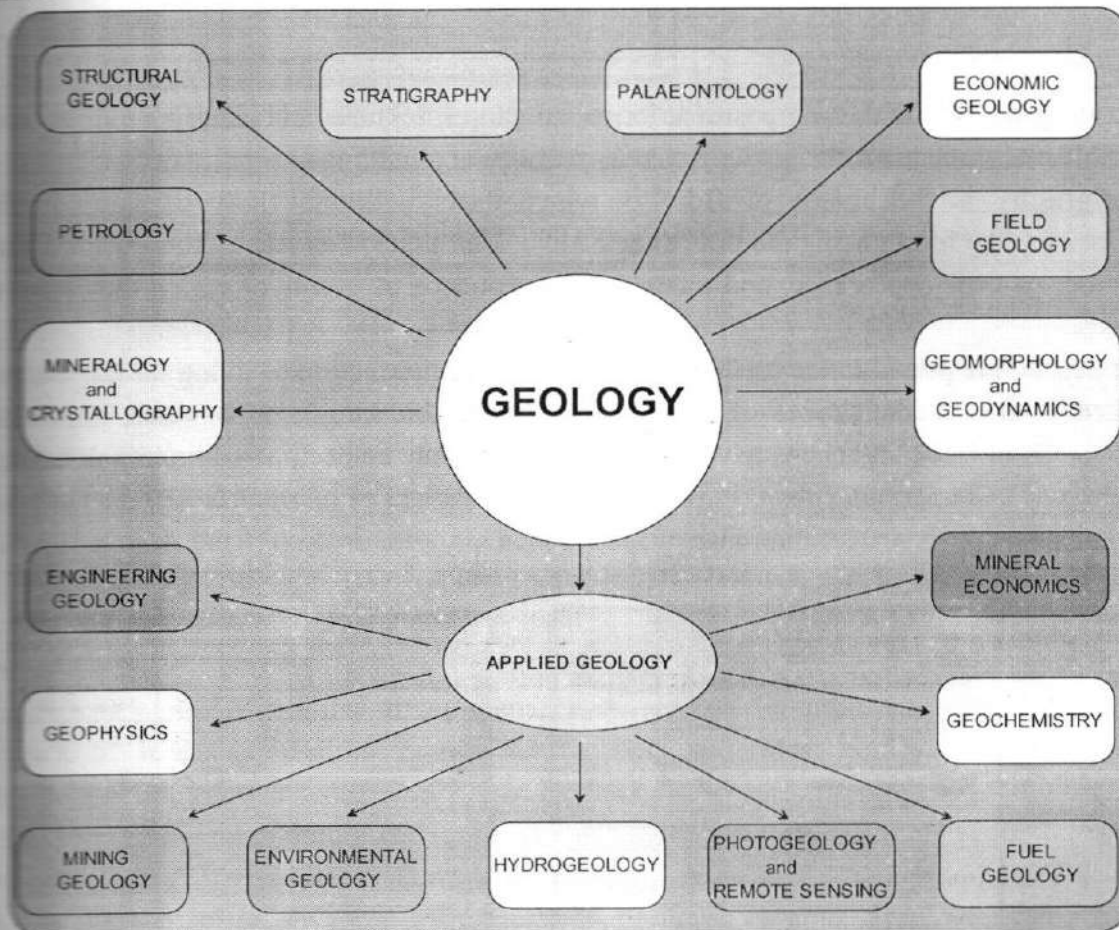 STRUCTURAL
GEOLOGY
STRATIGRAPHY
PALAEONTOLOGY
ECONOMIC
GEOLOGY
PETROLOGY
FIELD
GEOLOGY
MINERALOGY
and
CRYSTALLOGRAPHY
GEOLOGY
GEOMORPHOLOGY
and
GEODYNAMICS
ENGINEERING
GEOLOGY
MINERAL
ECONOMICS
APPLIED GEOLOGY
GEOPHYSICS
GEOCHEMISTRY
MINING
GEOLOGY
ENVIRONMENTAL
GEOLOGY
HYDROGEOLOGY
PHOTOGEOLOGY
and
REMOTE SENSING
FUEL
GEOLOGY